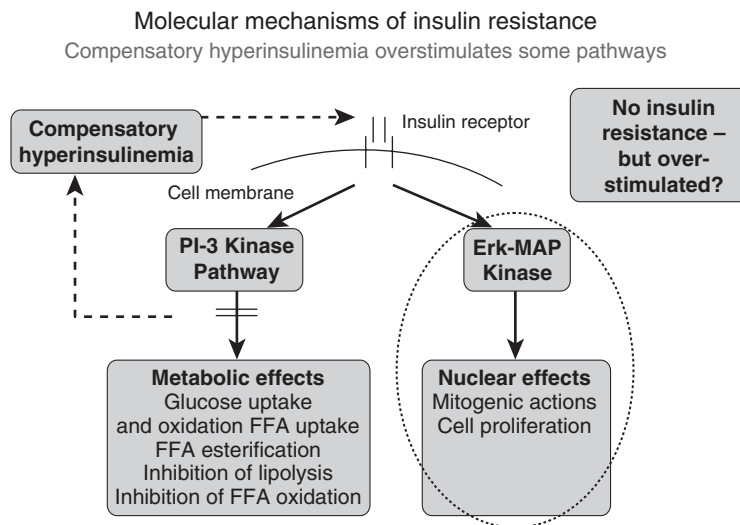 Molecular mechanisms of insulin resistance
Compensatory hyperinsulinemia overstimulates some pathways
Compensatory
hyperinsulinemia
Insulin receptor
No insulin
resistance –
but over-
stimulated?
Cell membrane
PI-3 Kinase
Pathway
Erk-MAP
Kinase
Metabolic effects
Glucose uptake
and oxidation FFA uptake
FFA esterification
Inhibition of lipolysis
Inhibition of FFA oxidation
Nuclear effects
Mitogenic actions
Cell proliferation